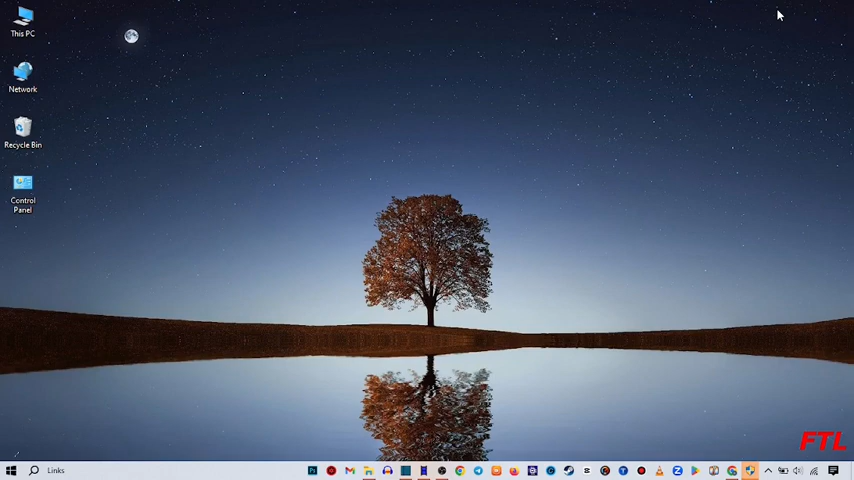 This PC
Network
Recycle Bin
Control
Panel
FTL
Links